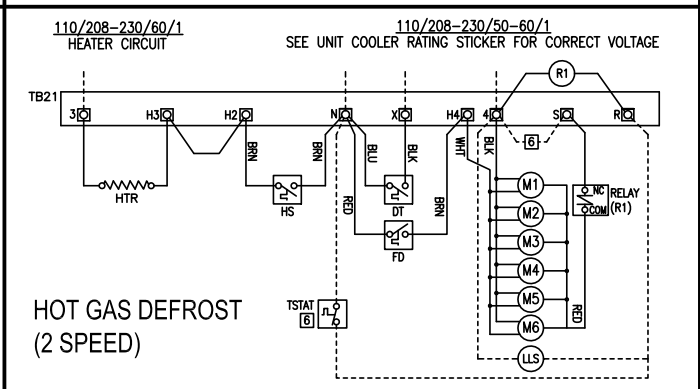 110/208-230/60/1
HEATER CIRCUIT
110/208-230/50-60/1
SEE UNIT COOLER RATING STICKER FOR CORRECT VOLTAGE
R1
TB21
3 H3 H2 N X H4 4 S R
6
BRN BRN BLU BLK WHT BLK
HTR
HS
RED
DT
BRN
FD
M1
M2
M3
M4
M5
M6
NC RELAY
COM (R1)
RED
HOT GAS DEFROST
(2 SPEED)
TSTAT
6
LLS